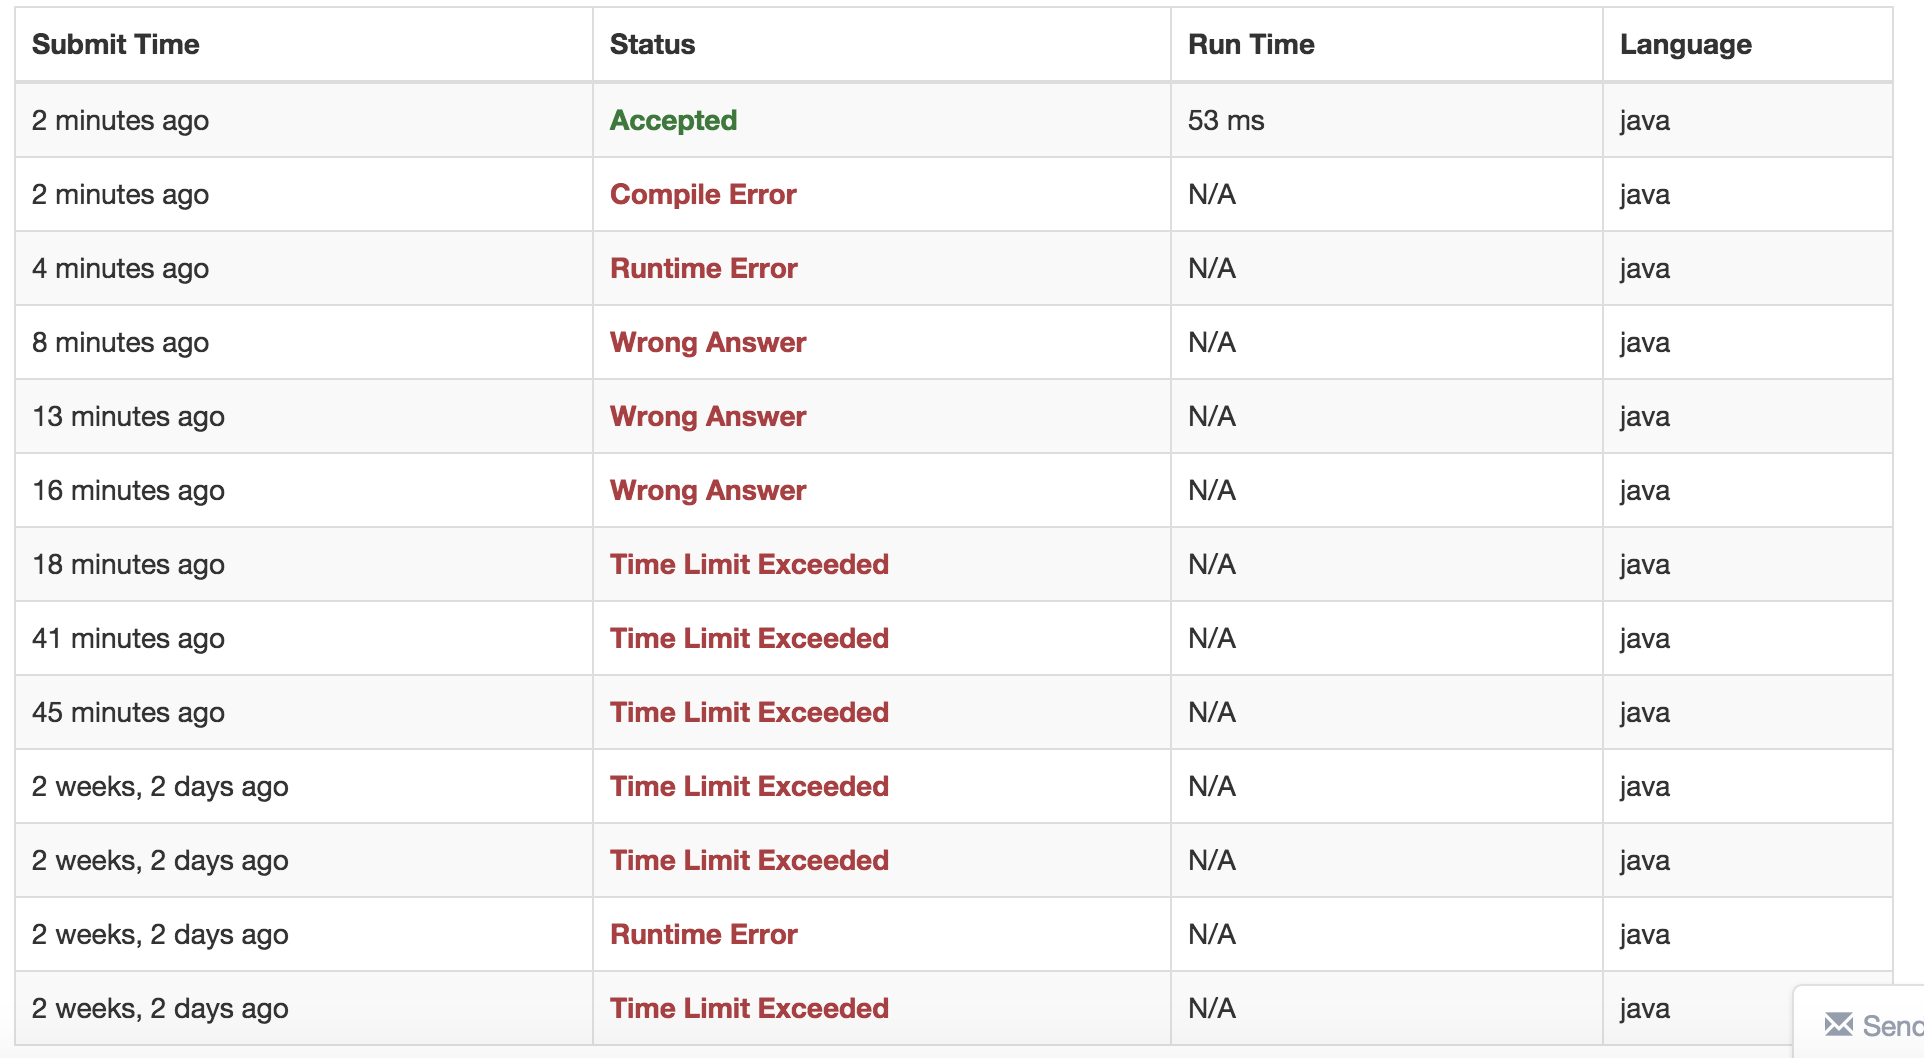 Submit Time Status Run Time Language
2 minutes ago Accepted 53 ms java
2 minutes ago Compile Error N/A java
4 minutes ago Runtime Error N/A java
8 minutes ago Wrong Answer N/A java
13 minutes ago Wrong Answer N/A java
16 minutes ago Wrong Answer N/A java
18 minutes ago Time Limit Exceeded N/A java
41 minutes ago Time Limit Exceeded N/A java
45 minutes ago Time Limit Exceeded N/A java
2 weeks, 2 days ago Time Limit Exceeded N/A java
2 weeks, 2 days ago Time Limit Exceeded N/A java
2 weeks, 2 days ago Runtime Error N/A java
2 weeks, 2 days ago Time Limit Exceeded N/A java
Send